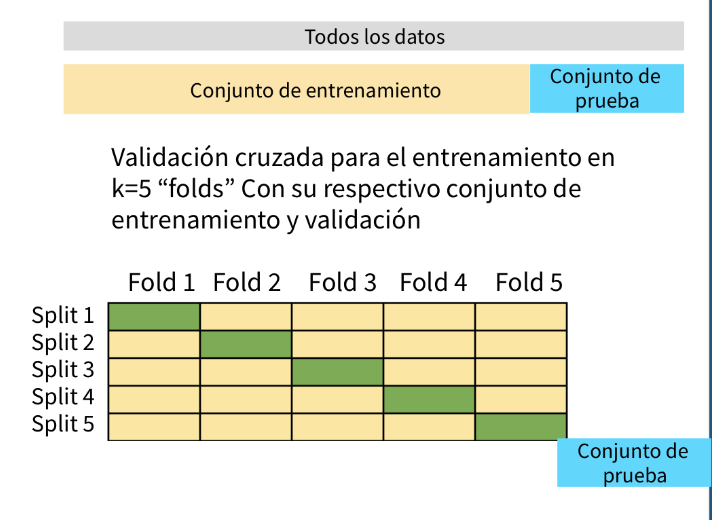 Todos los datos
Conjunto de entrenamiento
Conjunto de
prueba
Validación cruzada para el entrenamiento en
k=5 “folds” Con su respectivo conjunto de
entrenamiento y validación
Fold 1 Fold 2 Fold 3 Fold 4 Fold 5
Split 1
Split 2
Split 3
Split 4
Split 5
Conjunto de
prueba